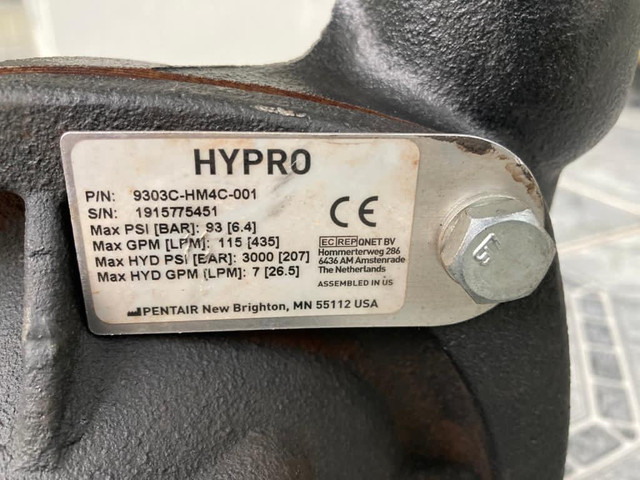 HYPRO
P/N: 9303C-HM4C-001
S/N: 1915775451
Max PSI [BAR]: 93 [6.4]
Max GPM [LPM]: 115 [435]
Max HYD PSI [BAR]: 3000 [207]
Max HYD GPM [LPM]: 7 [26.5]
CE
EC REP QNET BV
Hommerterweg 286
6436 AM Amstenrade
The Netherlands
ASSEMBLED IN US
PENTAIR New Brighton, MN 55112 USA